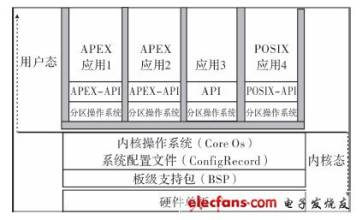 用户态
APEX
应用1
APEX
应用2
应用3
POSIX
应用4
APEX-API
APEX-API
API
POSIX-API
分区操作系统
分区操作系统
分区操作系统
分区操作系统
内核操作系统(Core Os)
系统配置文件(ConfigRecord)
内核态
板级支持包(BSP)
硬件
elecfans.com 电子发烧友